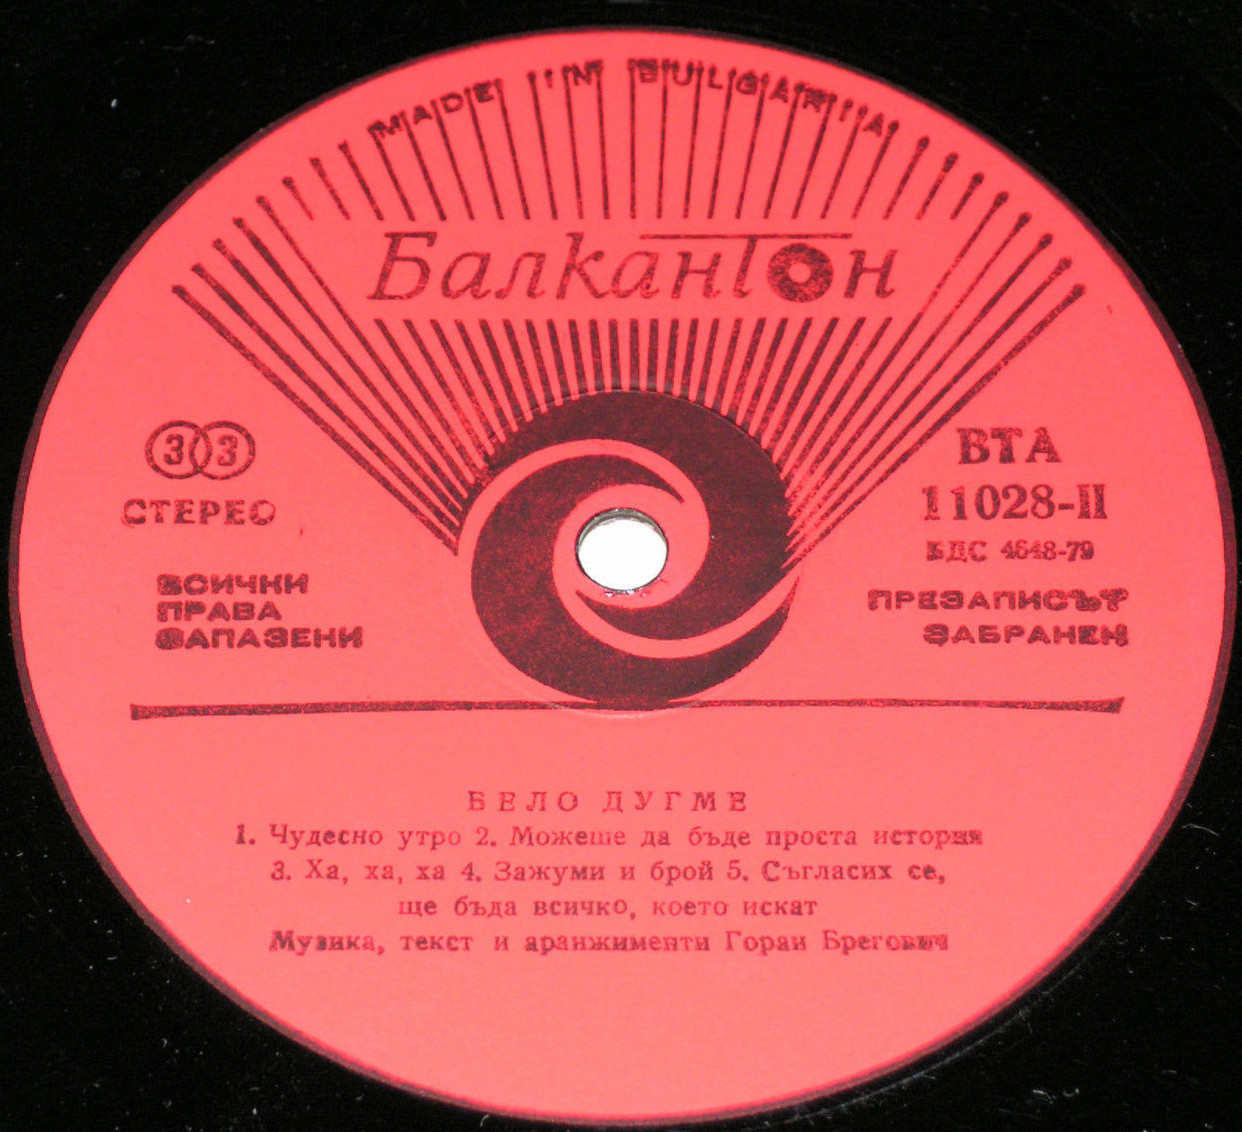 MADE IN BULGARIA
Балкантон
33
СТЕРЕО
ВСИЧКИ
ПРАВА
ЗАПАЗЕНИ
ВТА
11028-II
БДС 4648-79
ПРЕЗАПИСЪТ
ЗАБРАНЕН
БЕЛО ДУГМЕ
1. Чудесно утро 2. Можеше да бъде проста история
3. Ха, ха, ха 4. Зажуми и брой 5. Съгласих се,
ще бъда всичко, което искат
Музика, текст и аранжименти Горан Брегович